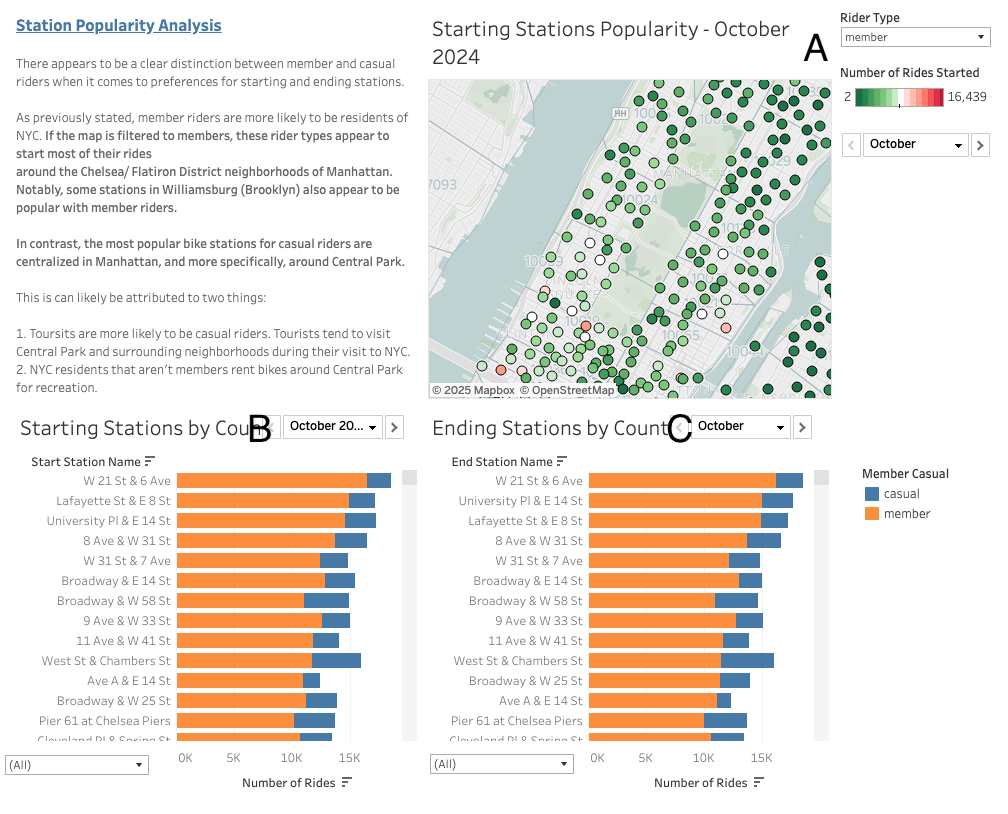 Station Popularity Analysis
There appears to be a clear distinction between member and casual
riders when it comes to preferences for starting and ending stations.
As previously stated, member riders are more likely to be residents of
NYC. If the map is filtered to members, these rider types appear to
start most of their rides
around the Chelsea/ Flatiron District neighborhoods of Manhattan.
Notably, some stations in Williamsburg (Brooklyn) also appear to be
popular with member riders.
In contrast, the most popular bike stations for casual riders are
centralized in Manhattan, and more specifically, around Central Park.
This is can likely be attributed to two things:
1. Toursits are more likely to be casual riders. Tourists tend to visit
Central Park and surrounding neighborhoods during their visit to NYC.
2. NYC residents that aren't members rent bikes around Central Park
for recreation.
Starting Stations Popularity - October
2024
A
HH
7093
10024
© 2025 Mapbox © OpenStreetMap
Rider Type
member
Number of Rides Started
2 16,439
October
Starting Stations by Coun
B
October 20...
Start Station Name
W 21 St & 6 Ave
Lafayette St & E 8 St
University Pl & E 14 St
8 Ave & W 31 St
W 31 St & 7 Ave
Broadway & E 14 St
Broadway & W 58 St
9 Ave & W 33 St
11 Ave & W 41 St
West St & Chambers St
Ave A & E 14 St
Broadway & W 25 St
Pier 61 at Chelsea Piers
Cleveland Pl & Spring St
0K 5K 10K 15K
(All)
Number of Rides
Ending Stations by Count
C
October
End Station Name
W 21 St & 6 Ave
University Pl & E 14 St
Lafayette St & E 8 St
8 Ave & W 31 St
W 31 St & 7 Ave
Broadway & E 14 St
Broadway & W 58 St
9 Ave & W 33 St
11 Ave & W 41 St
West St & Chambers St
Broadway & W 25 St
Ave A & E 14 St
Pier 61 at Chelsea Piers
Cleveland Pl & Spring St
0K 5K 10K 15K
(All)
Number of Rides
Member Casual
casual
member